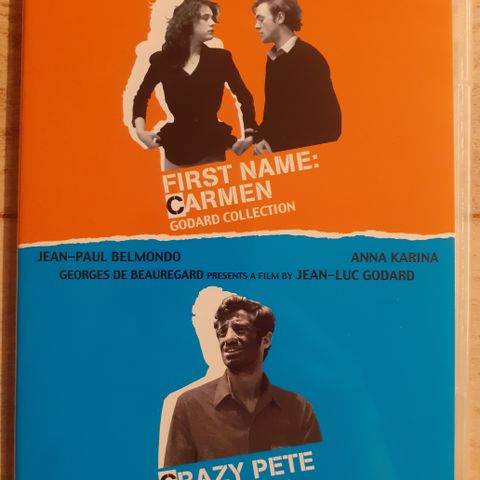 FIRST NAME:
CARMEN
GODARD COLLECTION
JEAN-PAUL BELMONDO ANNA KARINA
GEORGES DE BEAUREGARD PRESENTS A FILM BY JEAN-LUC GODARD
CRAZY PETE